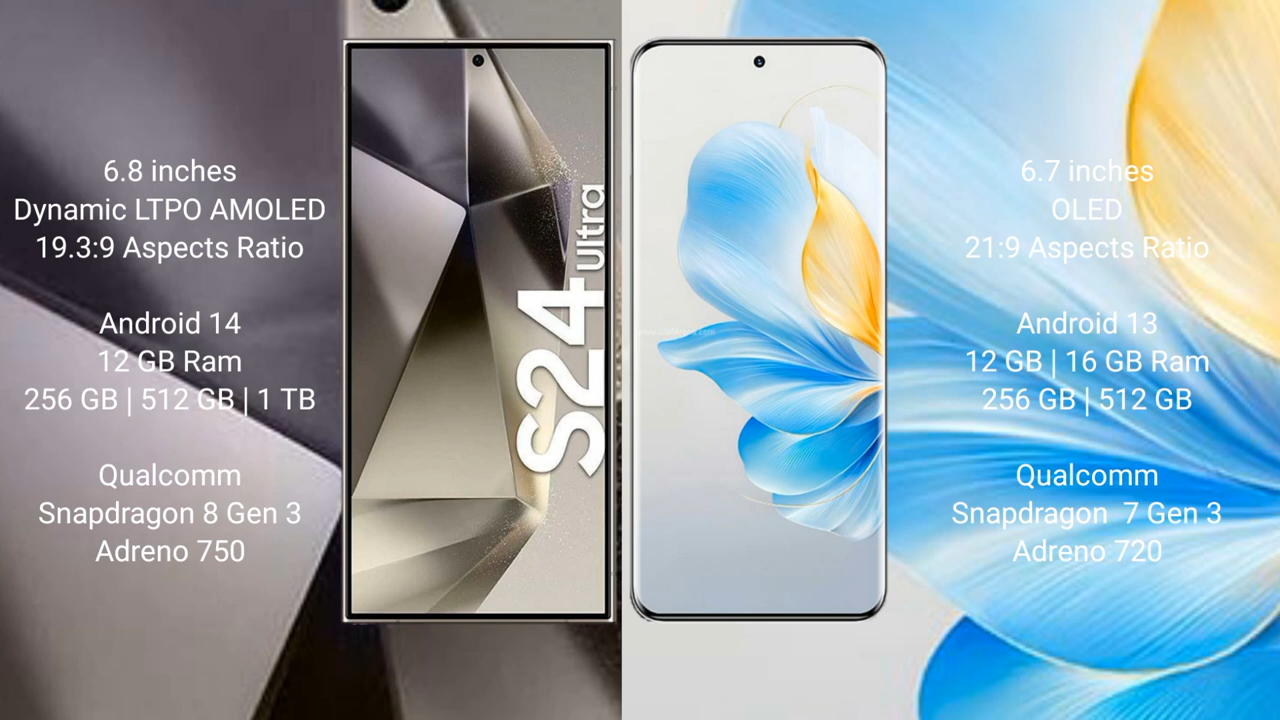 6.8 inches
Dynamic LTPO AMOLED
19.3:9 Aspects Ratio
Android 14
12 GB Ram
256 GB | 512 GB | 1 TB
Qualcomm
Snapdragon 8 Gen 3
Adreno 750
S24 Ultra
6.7 inches
OLED
21:9 Aspects Ratio
Android 13
12 GB | 16 GB Ram
256 GB | 512 GB
Qualcomm
Snapdragon  7 Gen 3
Adreno 720